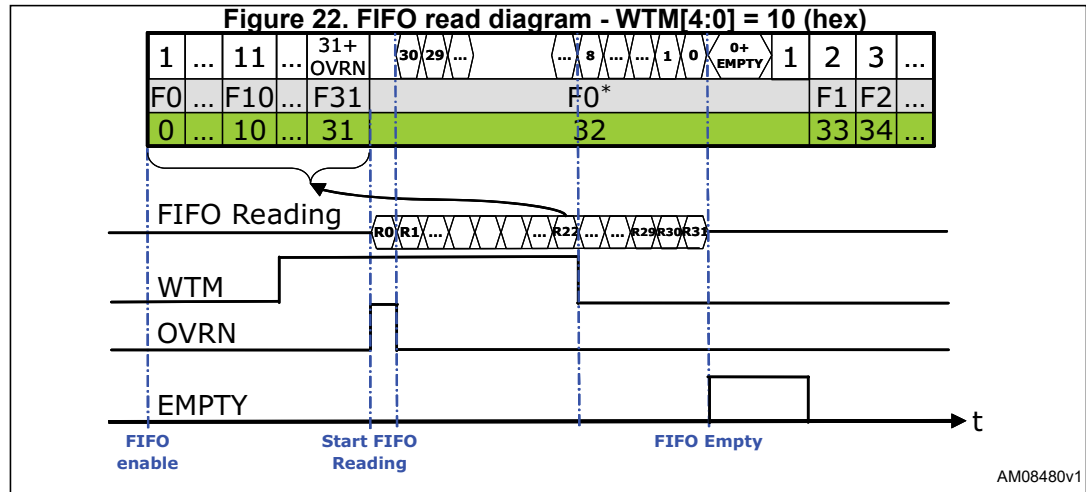 Figure 22. FIFO read diagram - WTM[4:0] = 10 (hex)
1 ... 11 ... 31+ OVRN 30 29 ... ... 8 ... ... 1 0 0+ EMPTY 1 2 3 ...
F0 ... F10 ... F31 F0* F1 F2 ...
0 ... 10 ... 31 32 33 34 ...
FIFO Reading
R0 R1 ... ... R22 ... ... R29 R30 R31
WTM
OVRN
EMPTY
t
FIFO enable
Start FIFO Reading
FIFO Empty
AM08480v1